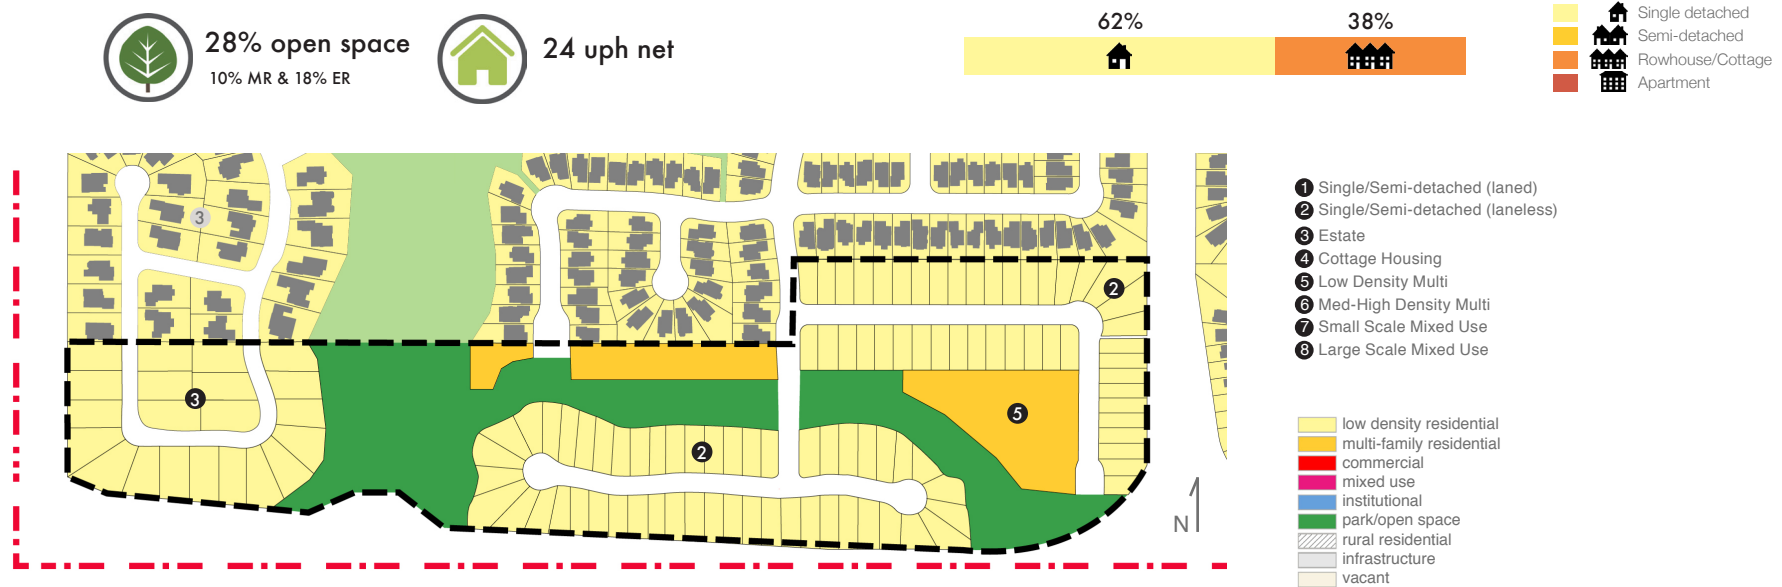 28% open space
10% MR & 18% ER
24 uph net
62%
38%
Single detached
Semi-detached
Rowhouse/Cottage
Apartment
3
2
3
5
2
N
1 Single/Semi-detached (laned)
2 Single/Semi-detached (laneless)
3 Estate
4 Cottage Housing
5 Low Density Multi
6 Med-High Density Multi
7 Small Scale Mixed Use
8 Large Scale Mixed Use
low density residential
multi-family residential
commercial
mixed use
institutional
park/open space
rural residential
infrastructure
vacant